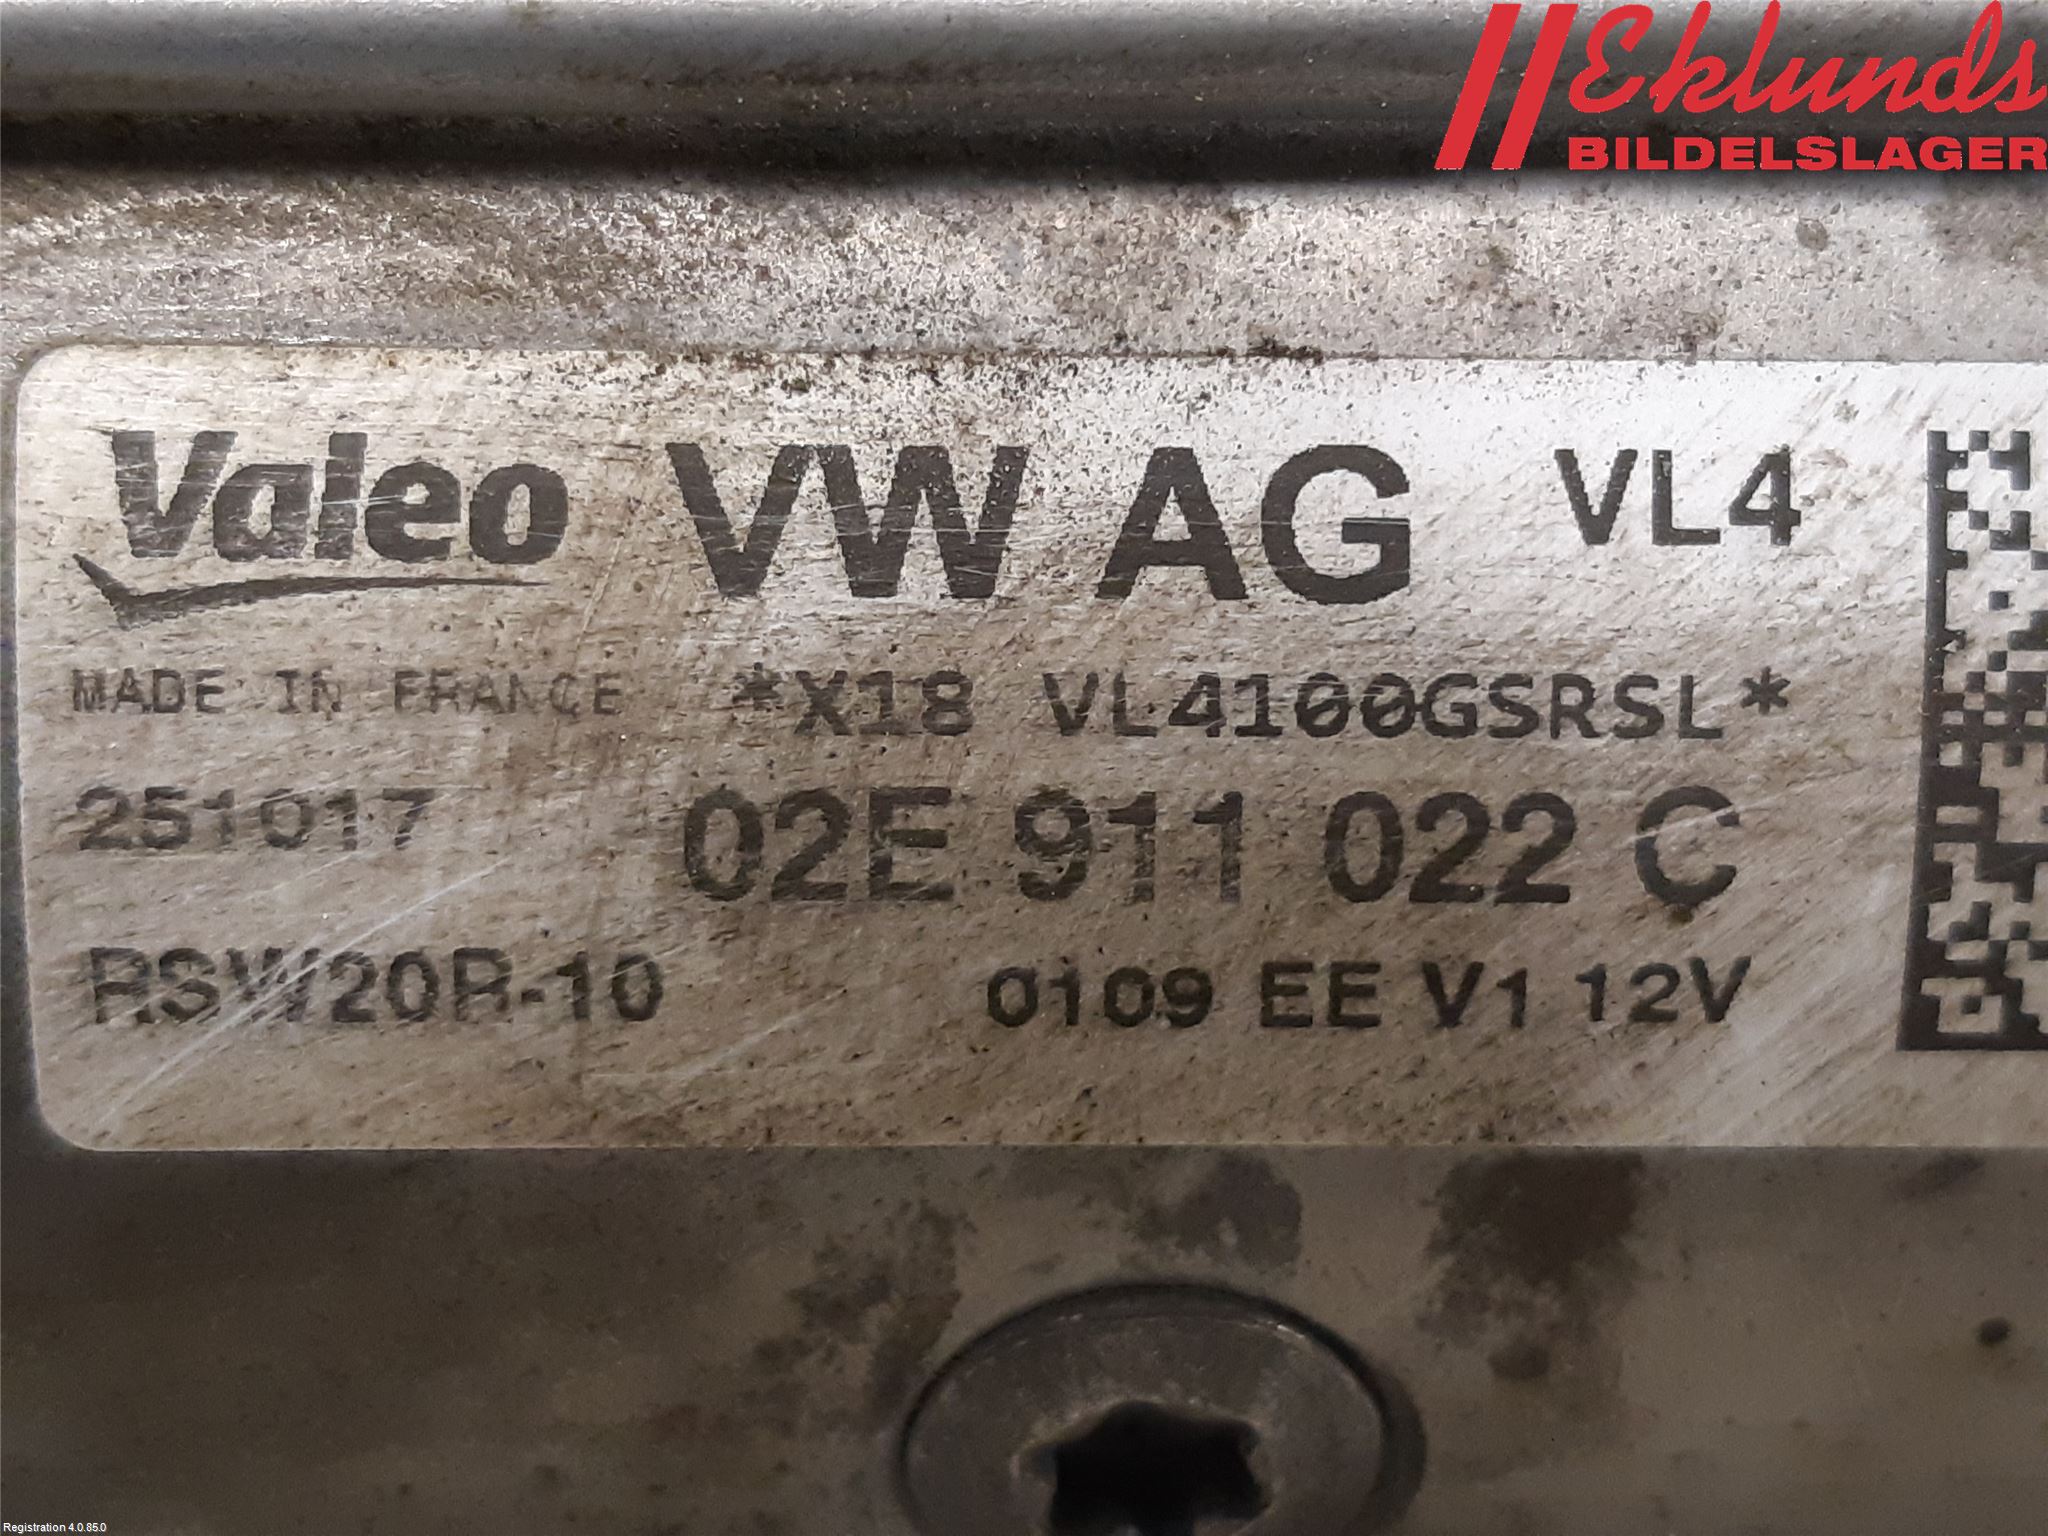 Eklunds
BILDELSLAGER
Valeo VW AG VL4
MADE IN FRANCE *X18 VL4100GSRSL*
251017 02E 911 022 C
RSW20R-10 0109 EE V1 12V
Registration 4.0.85.0